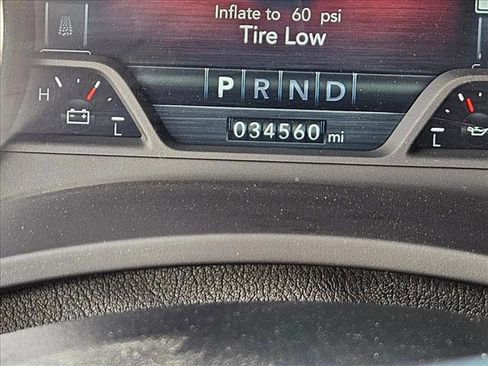 Inflate to 60 psi
Tire Low
P R N D
H L
034560 mi
L